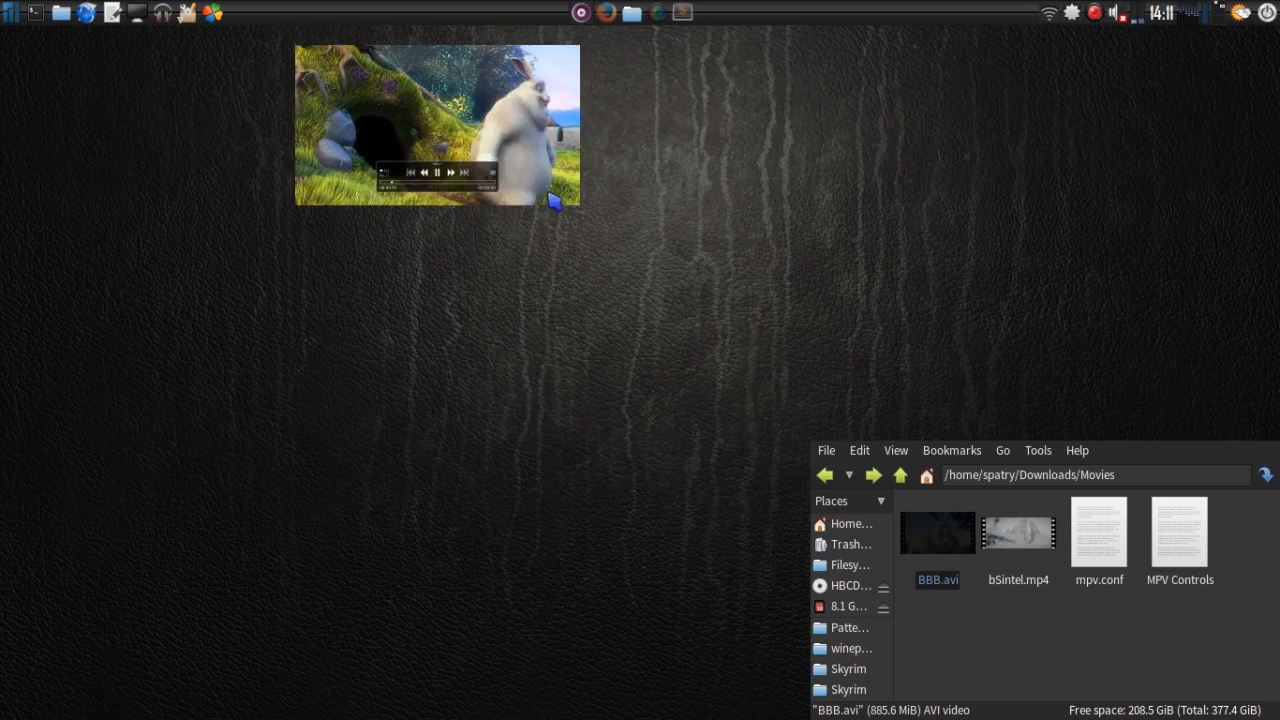 14:11
File Edit View Bookmarks Go Tools Help
/home/spatry/Downloads/Movies
Places
Home...
Trash...
Filesy...
HBCD...
8.1 G...
Patte...
winep...
Skyrim
Skyrim
BBB.avi
bSintel.mp4
mpv.conf
MPV Controls
"BBB.avi" (885.6 MiB) AVI video
Free space: 208.5 GiB (Total: 377.4 GiB)